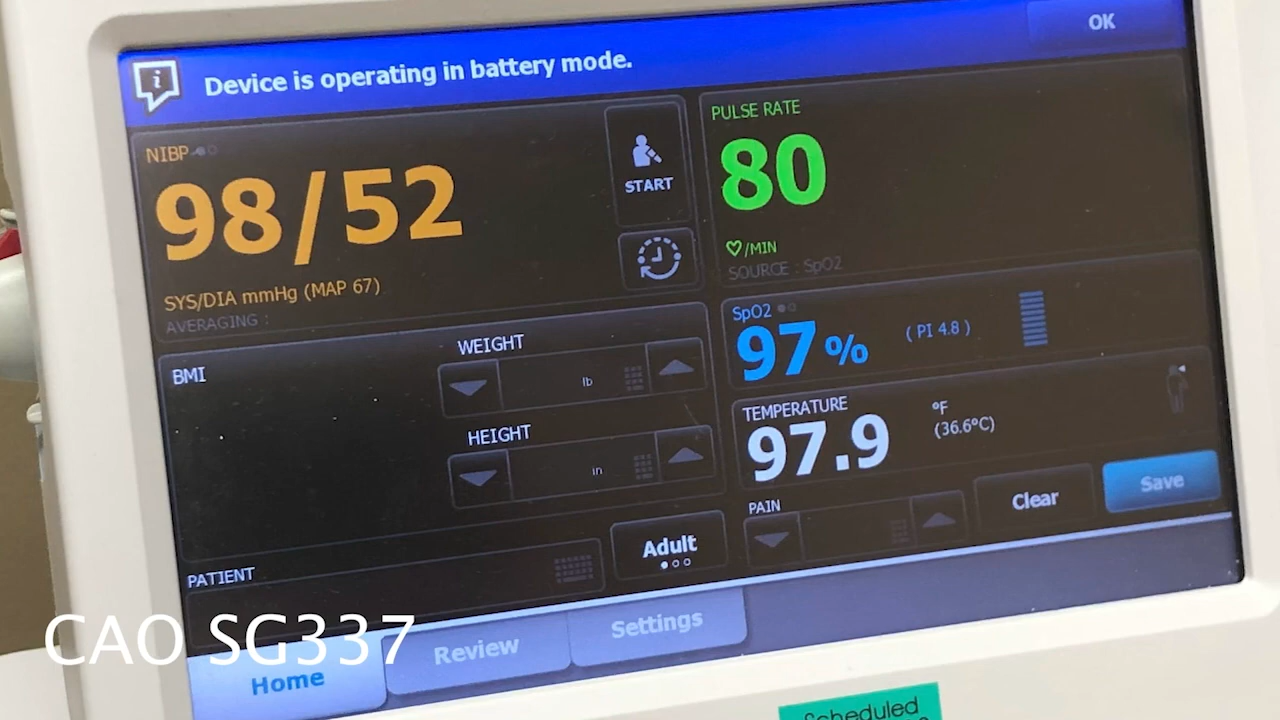 Device is operating in battery mode.
OK
NIBP
98/52
SYS/DIA mmHg (MAP 67)
AVERAGING :
START
PULSE RATE
80
/MIN
SOURCE : SpO2
SpO2
97 %
( PI 4.8 )
BMI
WEIGHT
lb
HEIGHT
in
TEMPERATURE
97.9
°F
(36.6°C)
PAIN
Clear
Save
PATIENT
Adult
Home
Review
Settings
CAO SG337
Scheduled